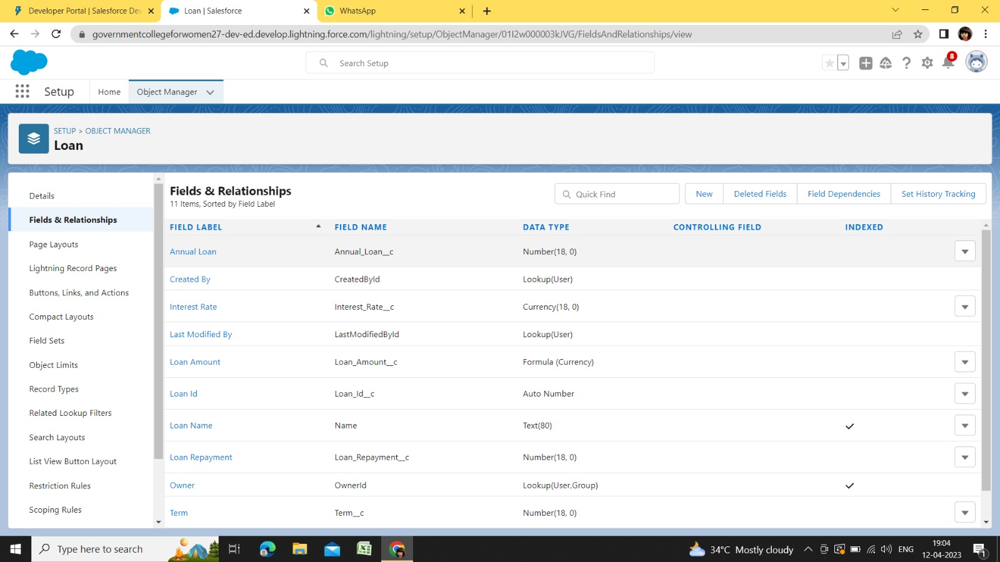 Developer Portal | Salesforce Dev
Loan | Salesforce
WhatsApp
governmentcollegeforwomen27-dev-ed.develop.lightning.force.com/lightning/setup/ObjectManager/01I2w000003kJVG/FieldsAndRelationships/view
Search Setup
8
Setup
Home
Object Manager
SETUP > OBJECT MANAGER
Loan
Details
Fields & Relationships
Page Layouts
Lightning Record Pages
Buttons, Links, and Actions
Compact Layouts
Field Sets
Object Limits
Record Types
Related Lookup Filters
Search Layouts
List View Button Layout
Restriction Rules
Scoping Rules
Fields & Relationships
11 Items, Sorted by Field Label
Quick Find
New
Deleted Fields
Field Dependencies
Set History Tracking
FIELD LABEL FIELD NAME DATA TYPE CONTROLLING FIELD INDEXED
Annual Loan Annual_Loan__c Number(18, 0)
Created By CreatedById Lookup(User)
Interest Rate Interest_Rate__c Currency(18, 0)
Last Modified By LastModifiedById Lookup(User)
Loan Amount Loan_Amount__c Formula (Currency)
Loan Id Loan_Id__c Auto Number
Loan Name Name Text(80)
Loan Repayment Loan_Repayment__c Number(18, 0)
Owner OwnerId Lookup(User,Group)
Term Term__c Number(18, 0)
Type here to search
34°C Mostly cloudy
ENG
19:04
12-04-2023
1